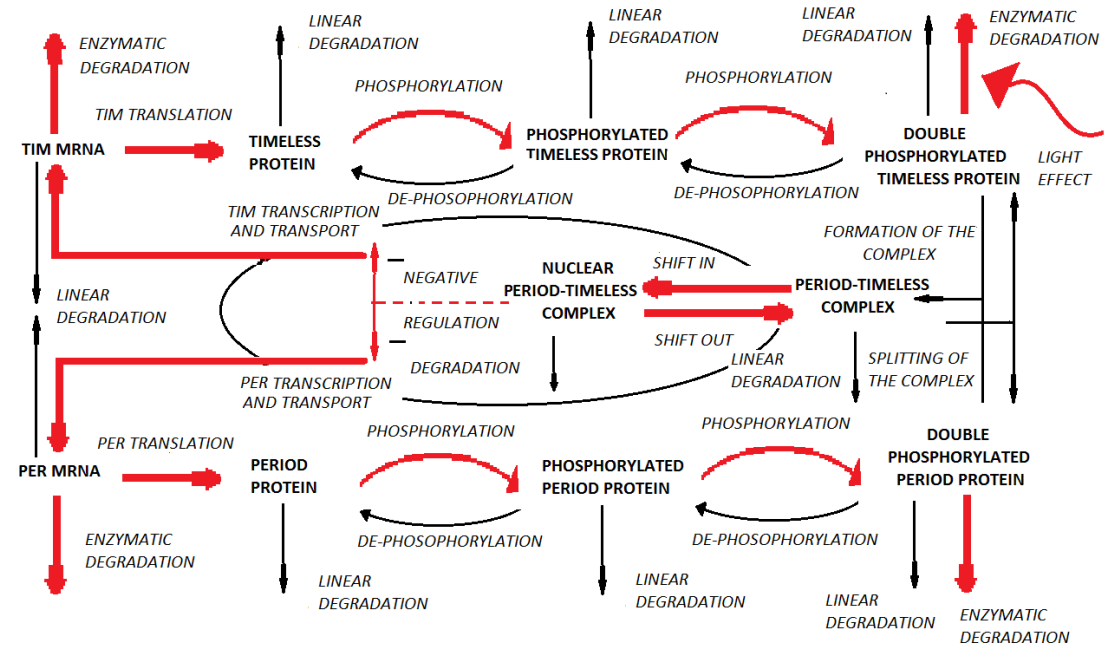 LINEAR
DEGRADATION
LINEAR
DEGRADATION
LINEAR
DEGRADATION
ENZYMATIC
DEGRADATION
ENZYMATIC
DEGRADATION
PHOSPHORYLATION
PHOSPHORYLATION
TIM TRANSLATION
TIM MRNA
TIMELESS
PROTEIN
PHOSPHORYLATED
TIMELESS PROTEIN
DOUBLE
PHOSPHORYLATED
TIMELESS PROTEIN
LIGHT
EFFECT
DE-PHOSOPHORYLATION
DE-PHOSOPHORYLATION
TIM TRANSCRIPTION
AND TRANSPORT
FORMATION OF THE
COMPLEX
NEGATIVE
REGULATION
NUCLEAR
PERIOD-TIMELESS
COMPLEX
SHIFT IN
SHIFT OUT
PERIOD-TIMELESS
COMPLEX
LINEAR
DEGRADATION
DEGRADATION
LINEAR
DEGRADATION
SPLITTING OF
THE COMPLEX
PER TRANSCRIPTION
AND TRANSPORT
PHOSPHORYLATION
PHOSPHORYLATION
PER TRANSLATION
PER MRNA
PERIOD
PROTEIN
PHOSPHORYLATED
PERIOD PROTEIN
DOUBLE
PHOSPHORYLATED
PERIOD PROTEIN
DE-PHOSOPHORYLATION
DE-PHOSOPHORYLATION
ENZYMATIC
DEGRADATION
LINEAR
DEGRADATION
LINEAR
DEGRADATION
LINEAR
DEGRADATION
ENZYMATIC
DEGRADATION